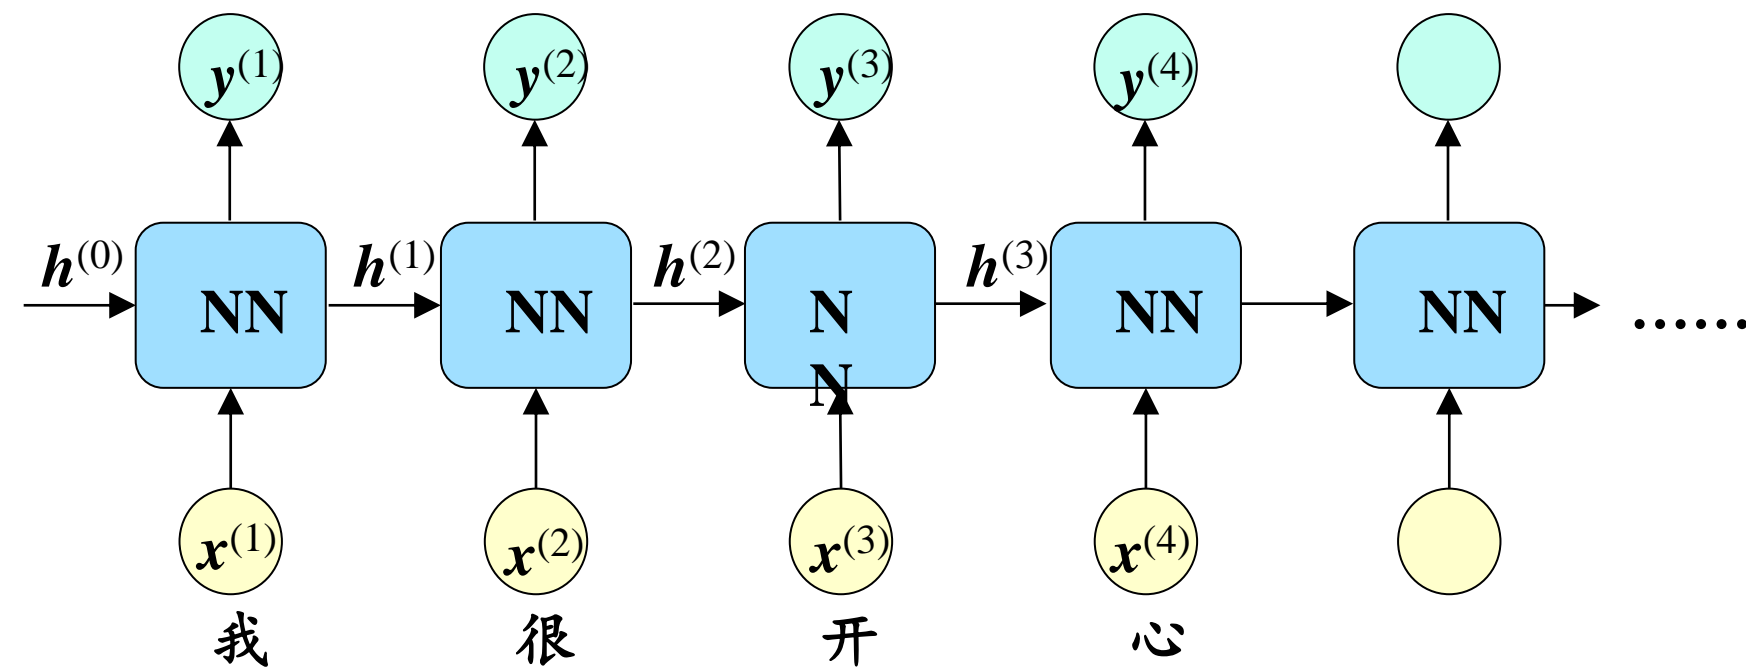 y(1) y(2) y(3) y(4)
h(0) NN h(1) NN h(2) N h(3) NN NN ......
N
x(1) x(2) x(3) x(4)
我 很 开 心